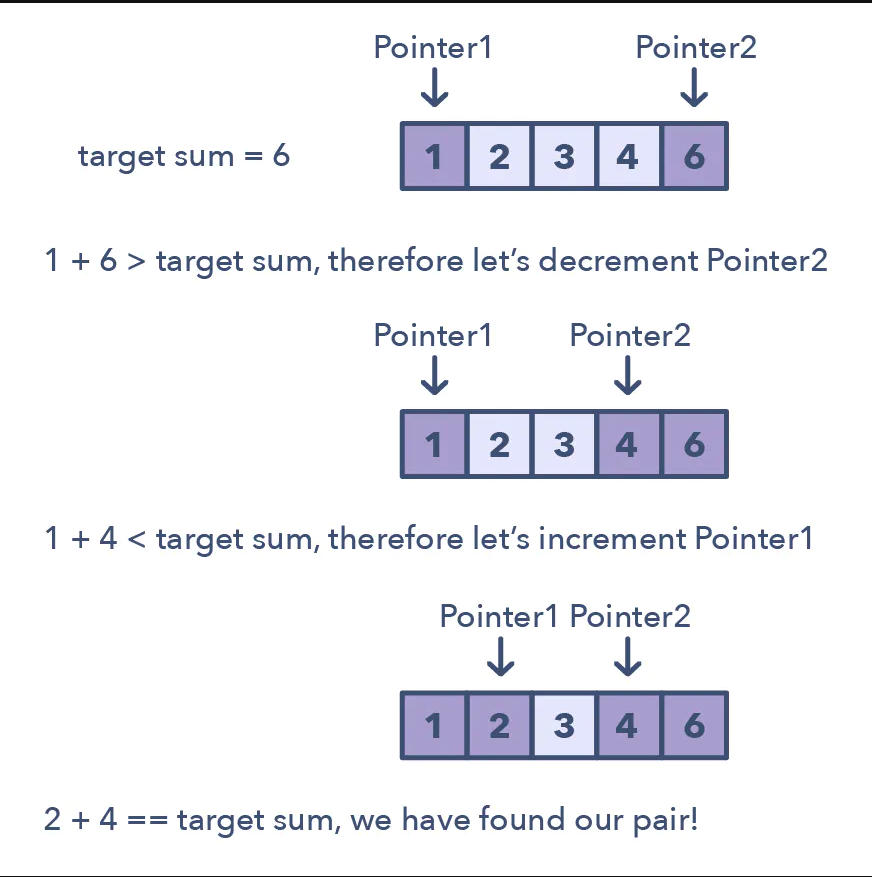 Pointer1 Pointer2
target sum = 6 1 2 3 4 6
1 + 6 > target sum, therefore let's decrement Pointer2
Pointer1 Pointer2
1 2 3 4 6
1 + 4 < target sum, therefore let's increment Pointer1
Pointer1 Pointer2
1 2 3 4 6
2 + 4 == target sum, we have found our pair!